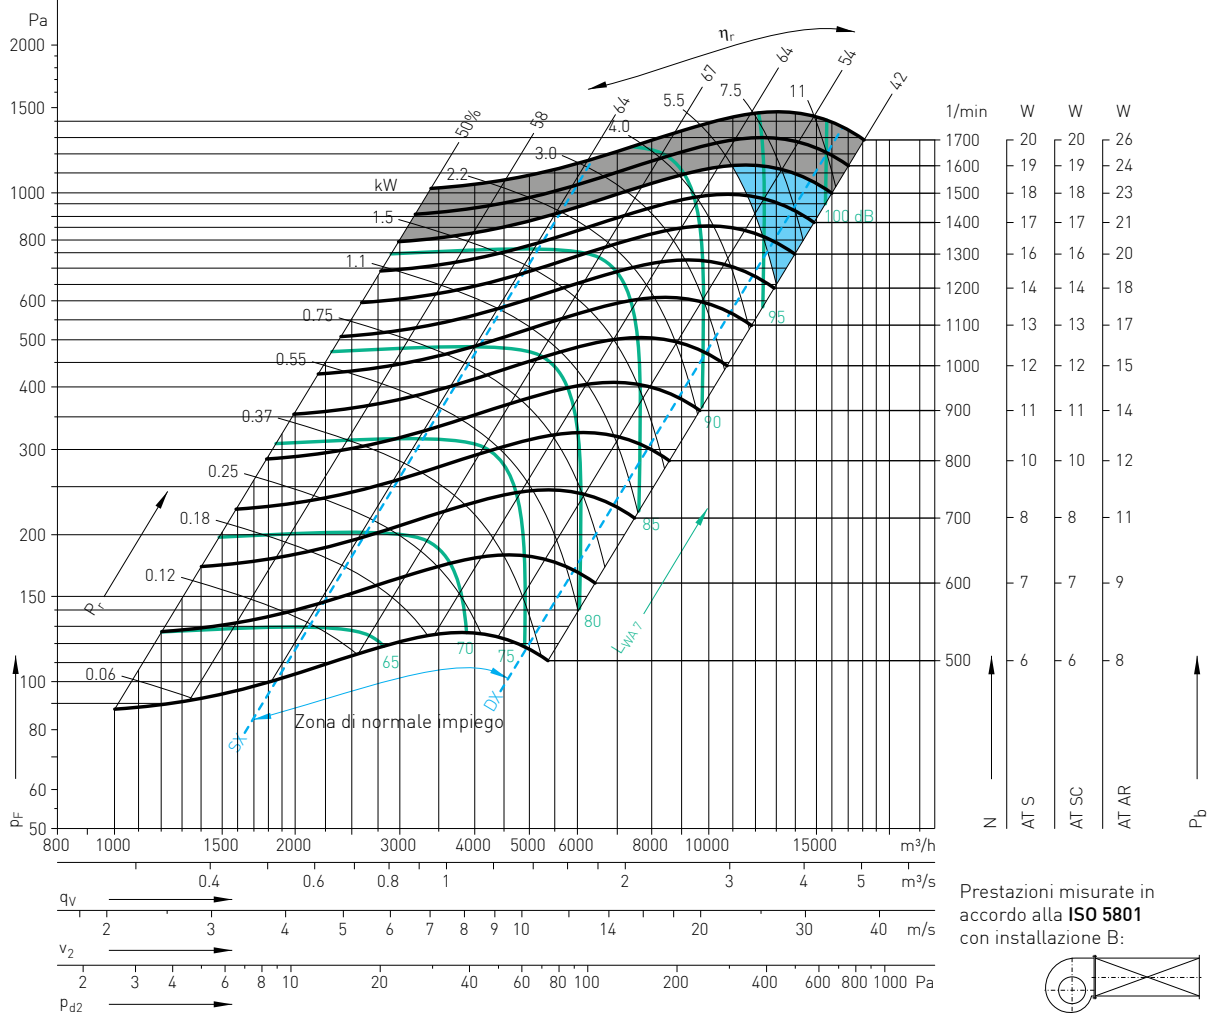 Pa
2000
1500
1000
800
600
500
400
300
200
150
100
80
60
50
pF
ηr
50%
58
64
67
64
54
42
kW
0.06
0.12
0.18
0.25
0.37
0.55
0.75
1.1
1.5
2.2
3.0
4.0
5.5
7.5
11
Pr
100 dB
95
90
85
80
75
70
65
LWA 7
SX
DX
Zona di normale impiego
1/min W W W
1700 20 20 26
1600 19 19 24
1500 18 18 23
1400 17 17 21
1300 16 16 20
1200 14 14 18
1100 13 13 17
1000 12 12 15
900 11 11 14
800 10 10 12
700 8 8 11
600 7 7 9
500 6 6 8
N
AT S
AT SC
AT AR
Pb
800 1000 2000 3000 4000 5000 6000 8000 10000 15000 m³/h
0.4 0.6 0.8 1 2 3 4 5 m³/s
qV
2 3 4 5 6 7 8 9 10 14 20 30 40 m/s
v2
2 3 4 6 8 10 20 40 60 80 100 200 400 600 800 1000 Pa
pd2
Prestazioni misurate in
accordo alla ISO 5801
con installazione B: